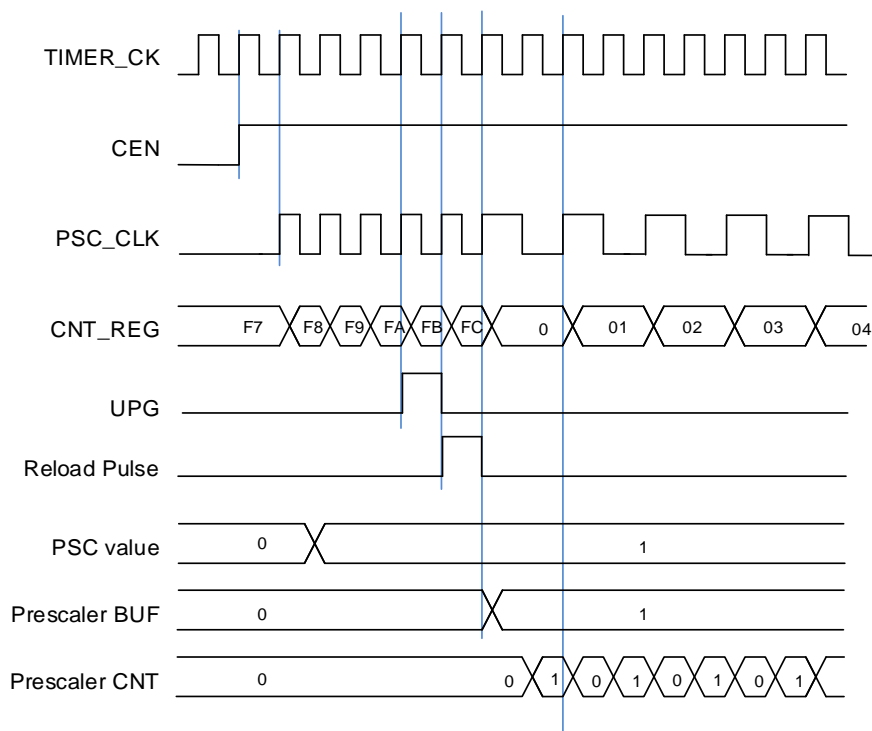 TIMER_CK
CEN
PSC_CLK
CNT_REG F7 F8 F9 FA FB FC 0 01 02 03 04
UPG
Reload Pulse
PSC value 0 1
Prescaler BUF 0 1
Prescaler CNT 0 0 1 0 1 0 1 0 1